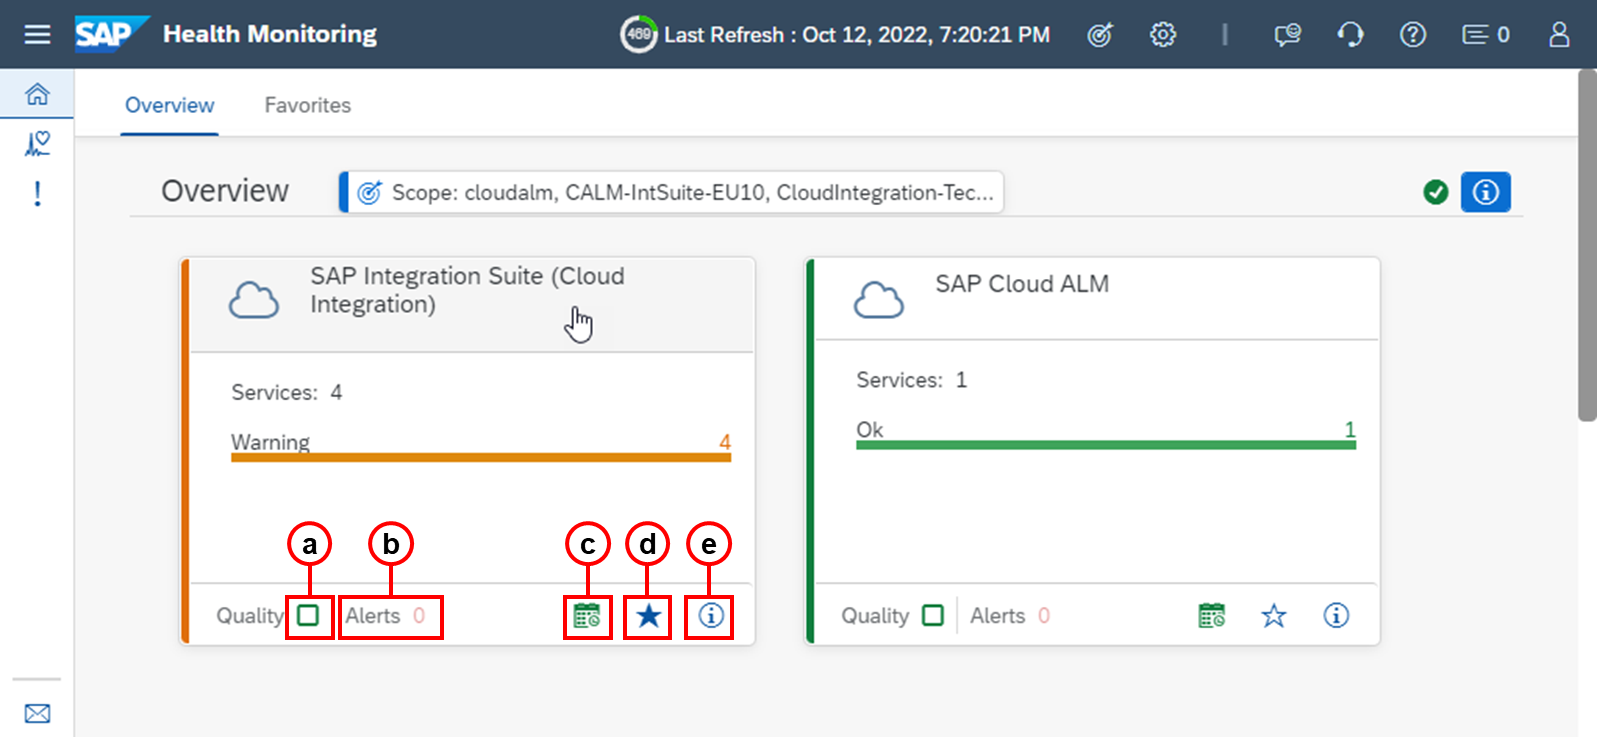 SAP Health Monitoring
469 Last Refresh : Oct 12, 2022, 7:20:21 PM
0
Overview Favorites
Overview
Scope: cloudalm, CALM-IntSuite-EU10, CloudIntegration-Tec...
SAP Integration Suite (Cloud
Integration)
Services: 4
Warning 4
a b c d e
Quality Alerts 0
SAP Cloud ALM
Services: 1
Ok 1
Quality Alerts 0